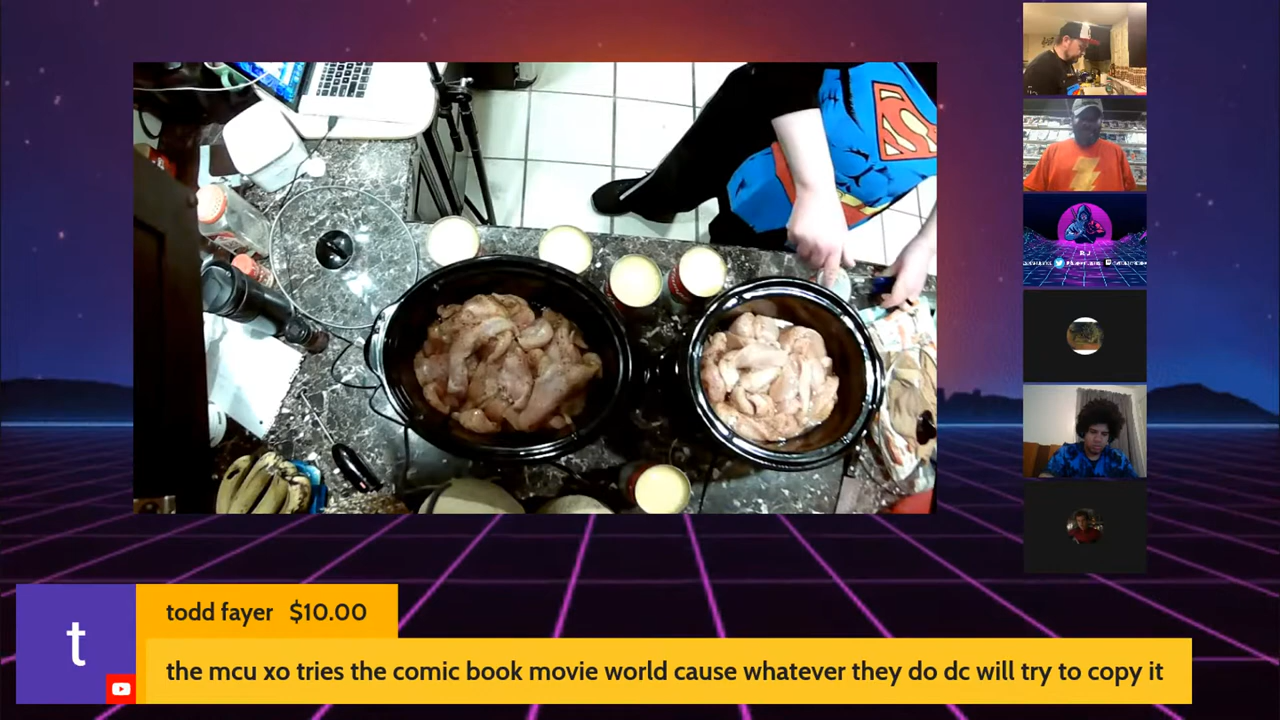 RJ
t
todd fayer $10.00
the mcu xo tries the comic book movie world cause whatever they do dc will try to copy it